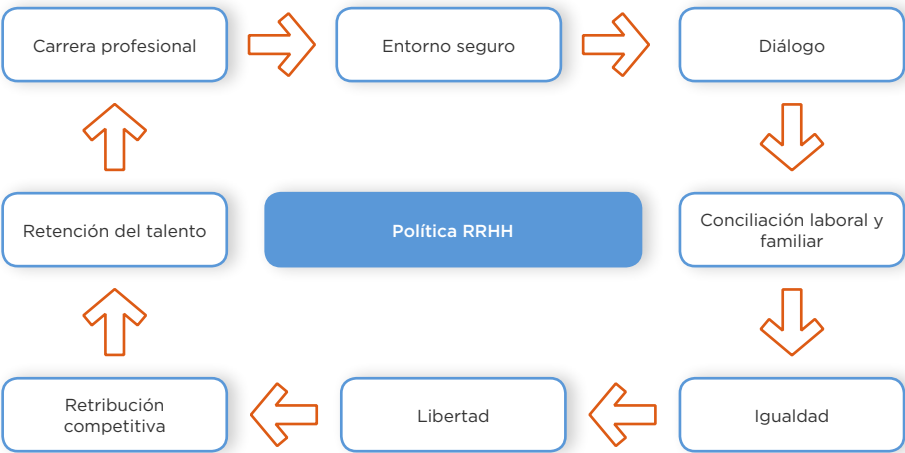 Carrera profesional
Entorno seguro
Diálogo
Retención del talento
Política RRHH
Conciliación laboral y
familiar
Retribución
competitiva
Libertad
Igualdad